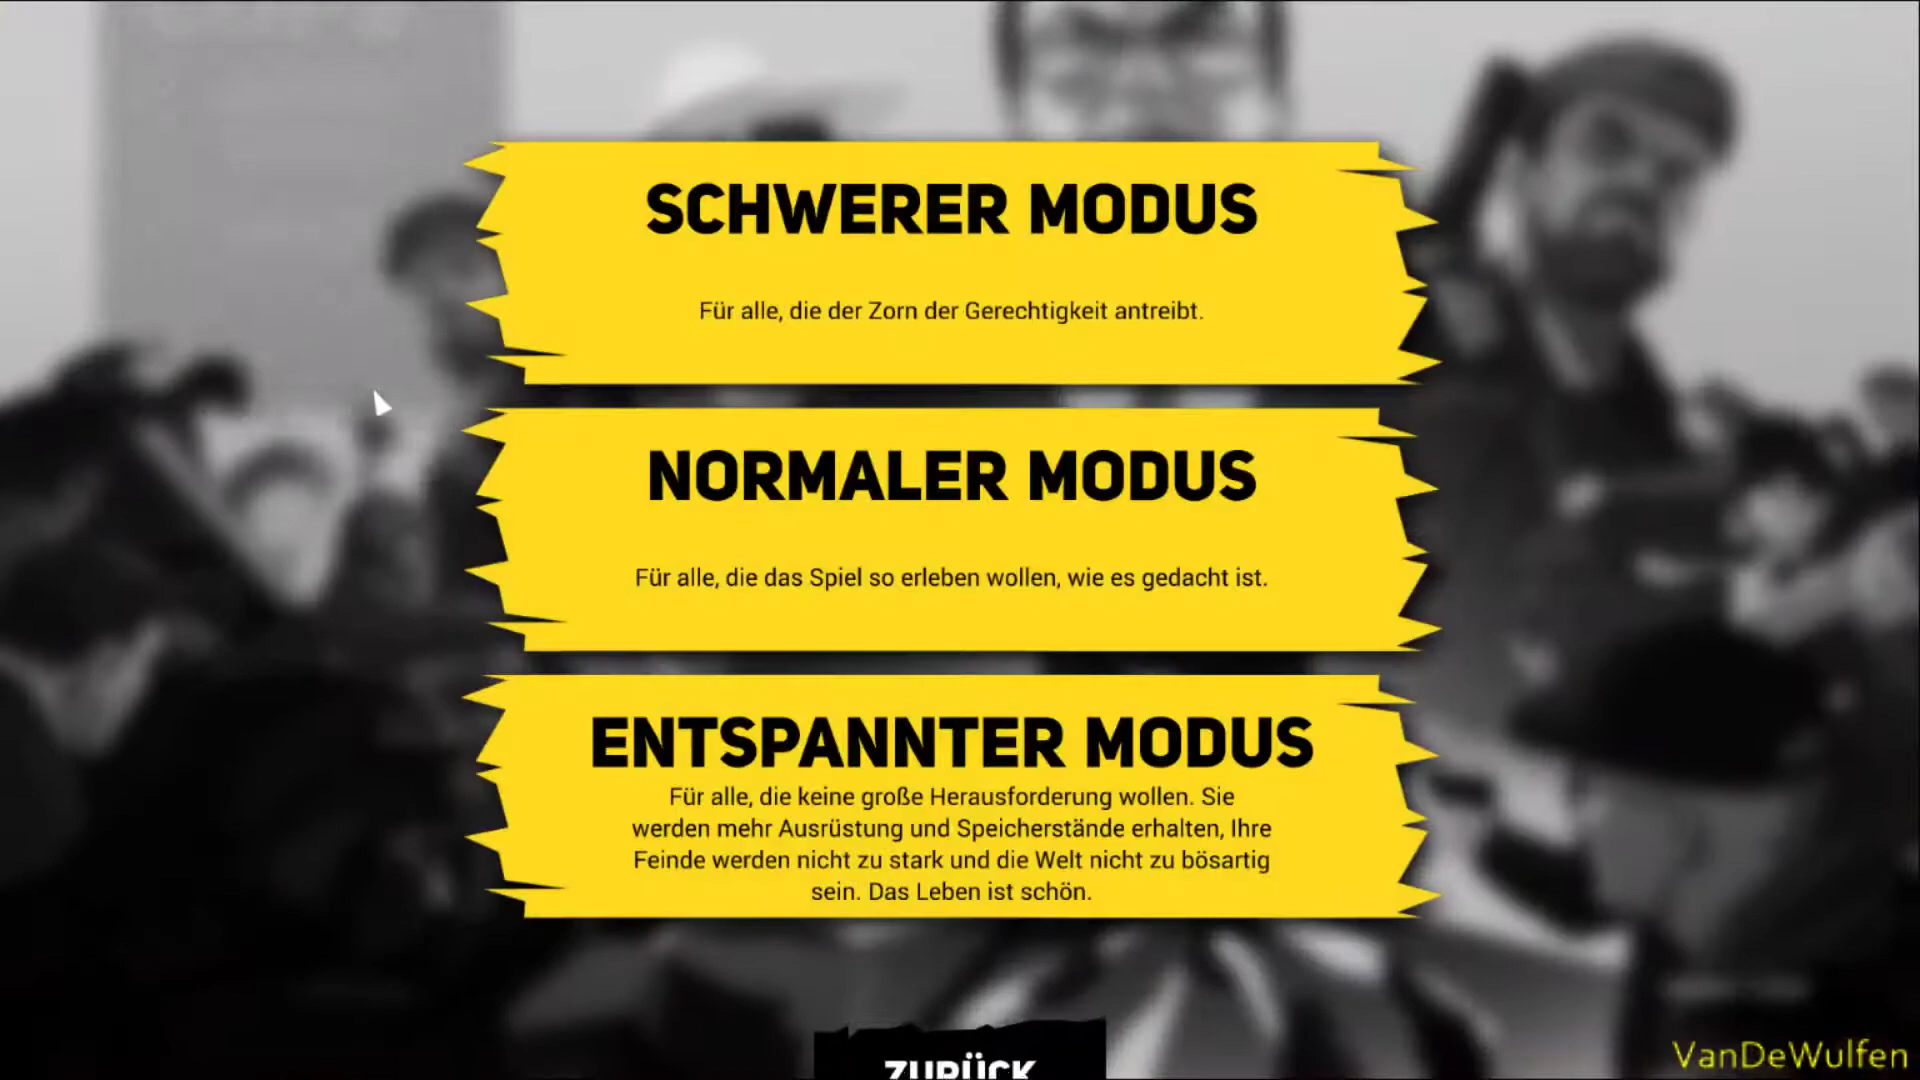 SCHWERER MODUS
Für alle, die der Zorn der Gerechtigkeit antreibt.
NORMALER MODUS
Für alle, die das Spiel so erleben wollen, wie es gedacht ist.
ENTSPANNTER MODUS
Für alle, die keine große Herausforderung wollen. Sie
werden mehr Ausrüstung und Speicherstände erhalten, Ihre
Feinde werden nicht zu stark und die Welt nicht zu bösartig
sein. Das Leben ist schön.
ZURÜCK
VanDeWulfen